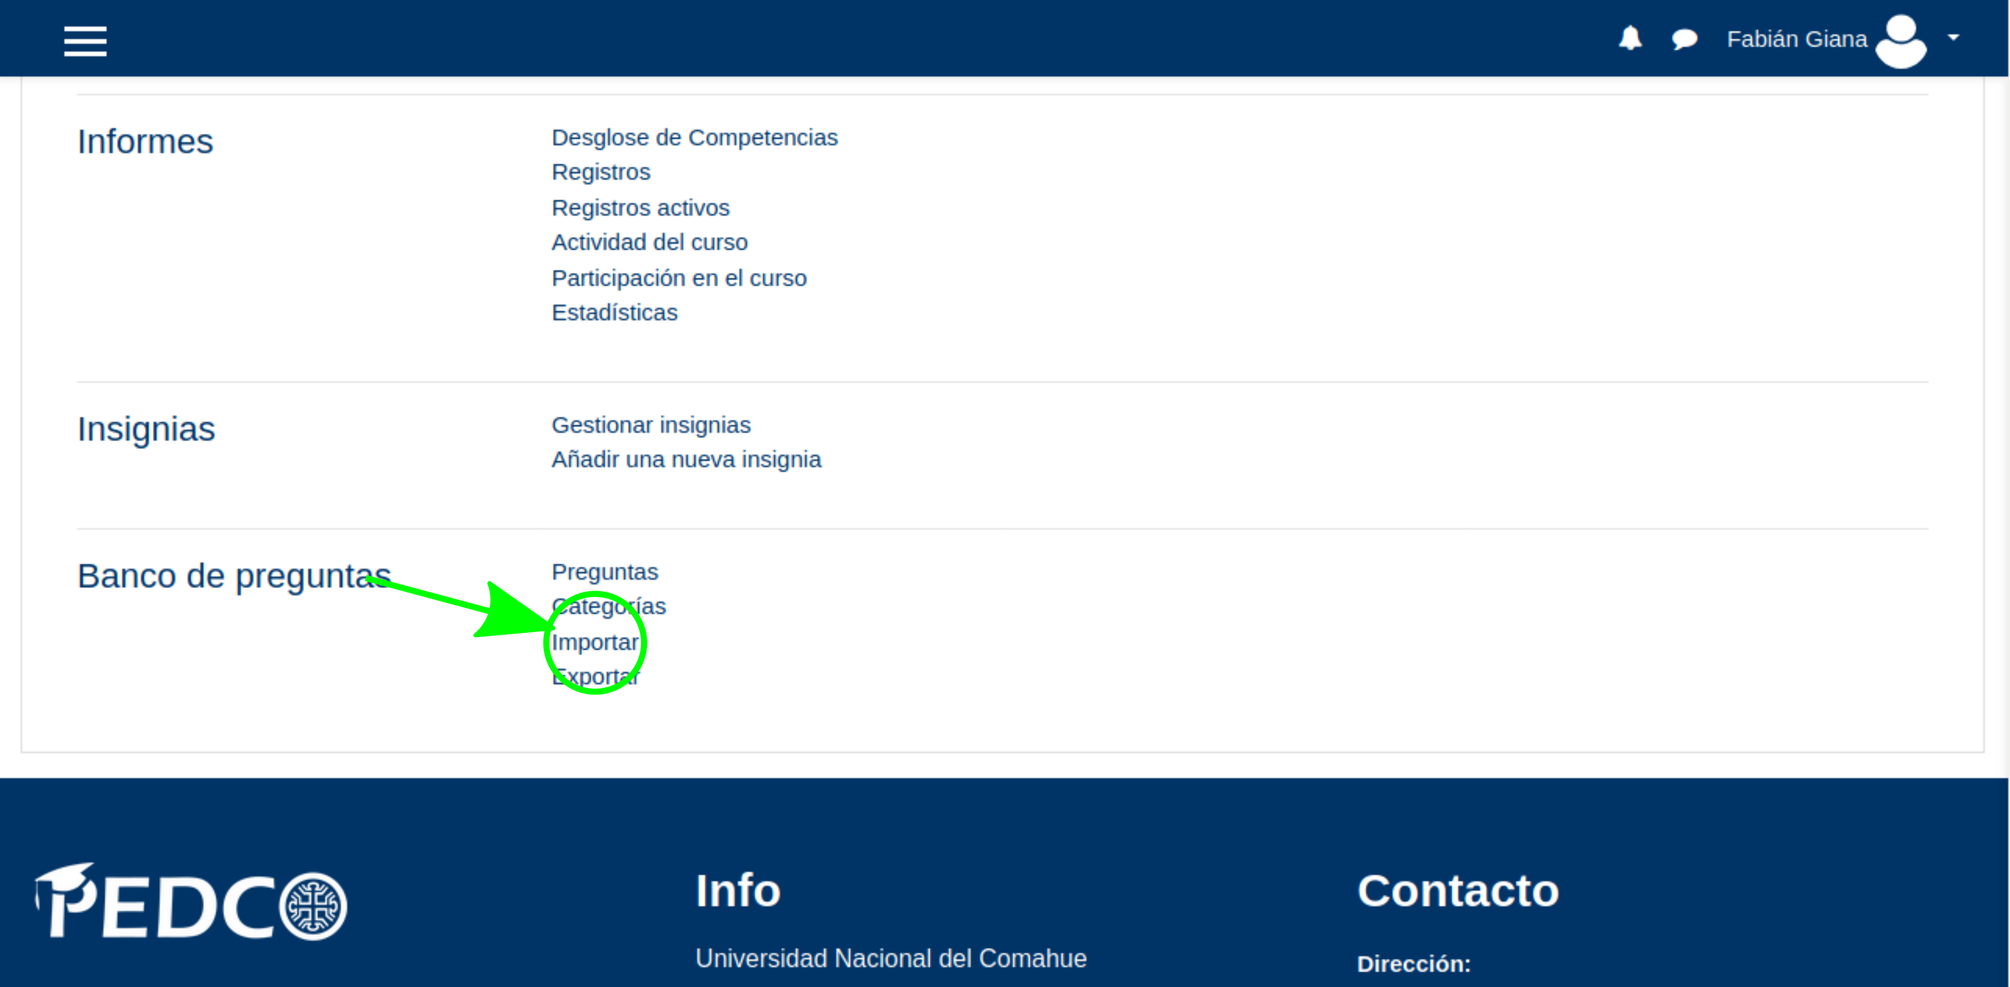 Fabián Giana
Informes
Desglose de Competencias
Registros
Registros activos
Actividad del curso
Participación en el curso
Estadísticas
Insignias
Gestionar insignias
Añadir una nueva insignia
Banco de preguntas
Preguntas
Categorías
Importar
Exportar
PEDCO
Info
Universidad Nacional del Comahue
Contacto
Dirección: